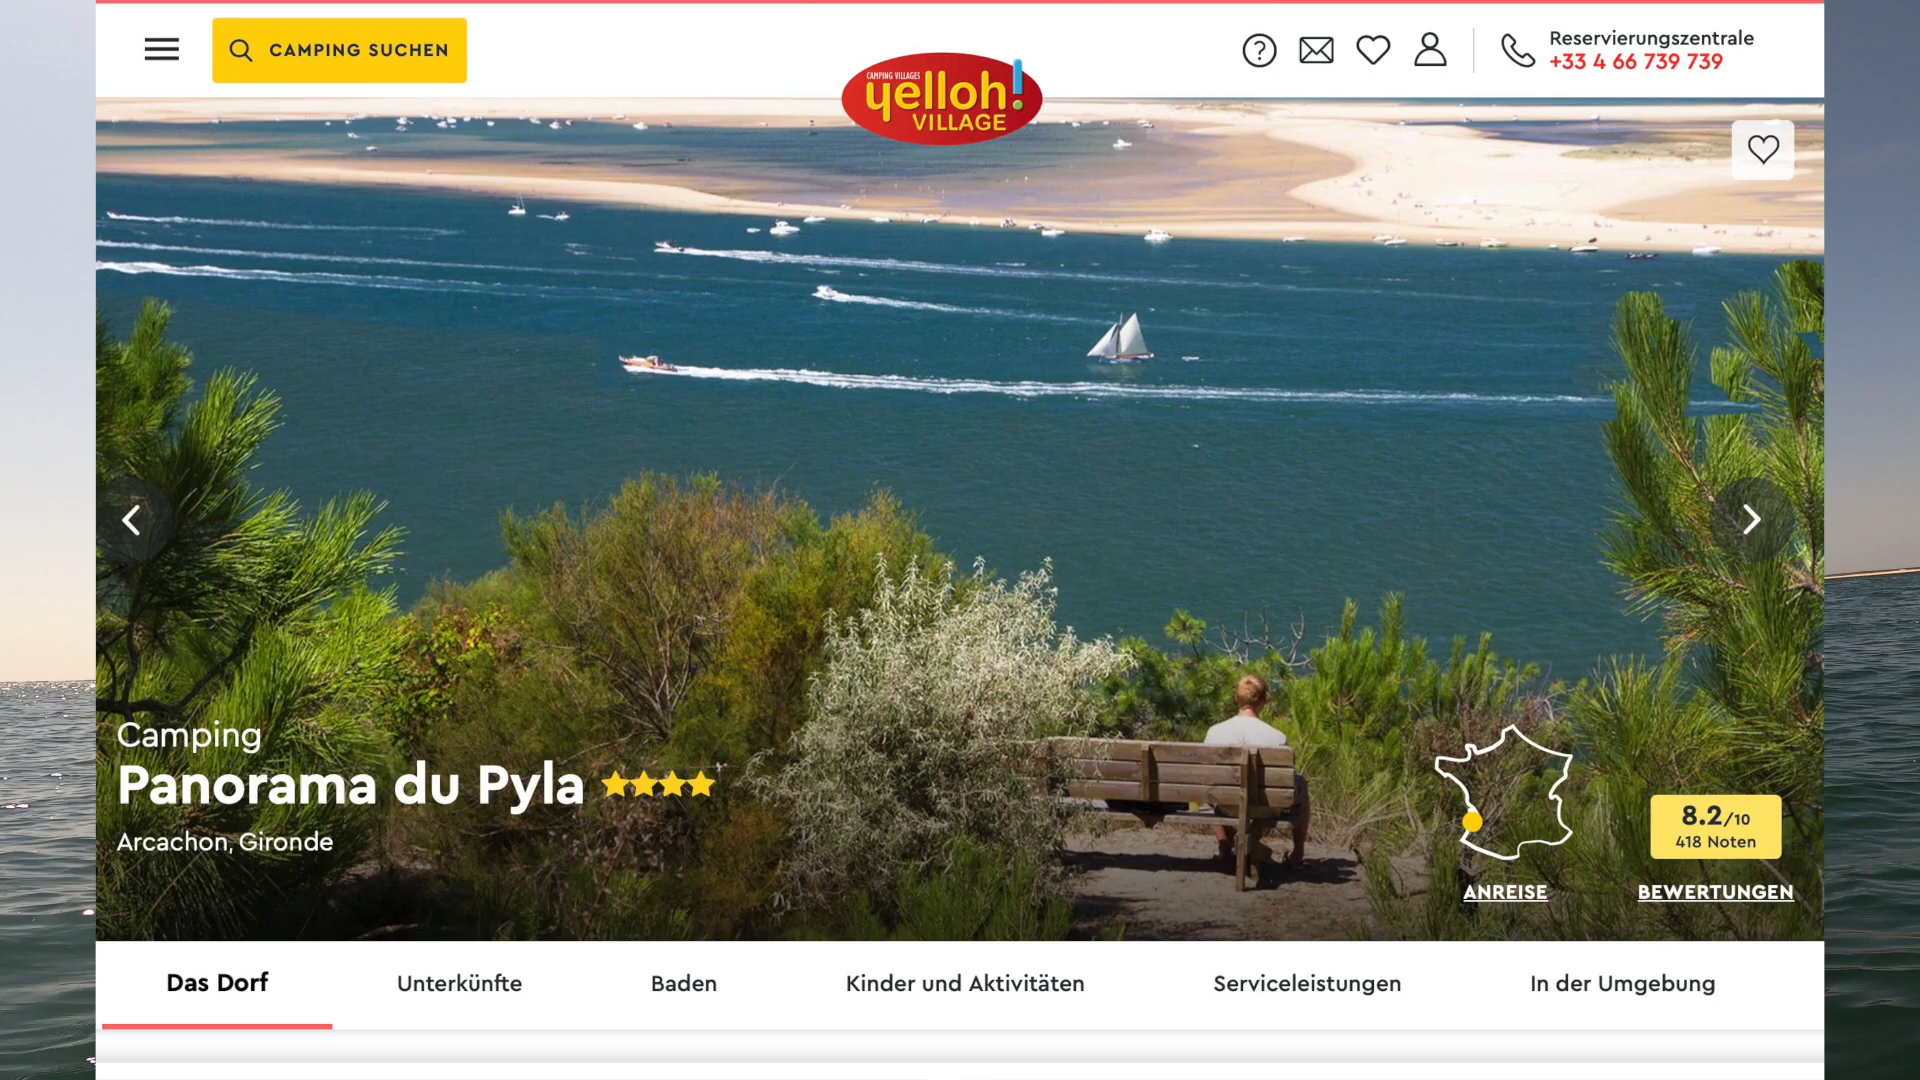 CAMPING SUCHEN
CAMPING VILLAGES
yelloh!
VILLAGE
Reservierungszentrale
+33 4 66 739 739
Camping
Panorama du Pyla
Arcachon, Gironde
8.2/10
418 Noten
ANREISE
BEWERTUNGEN
Das Dorf
Unterkünfte
Baden
Kinder und Aktivitäten
Serviceleistungen
In der Umgebung